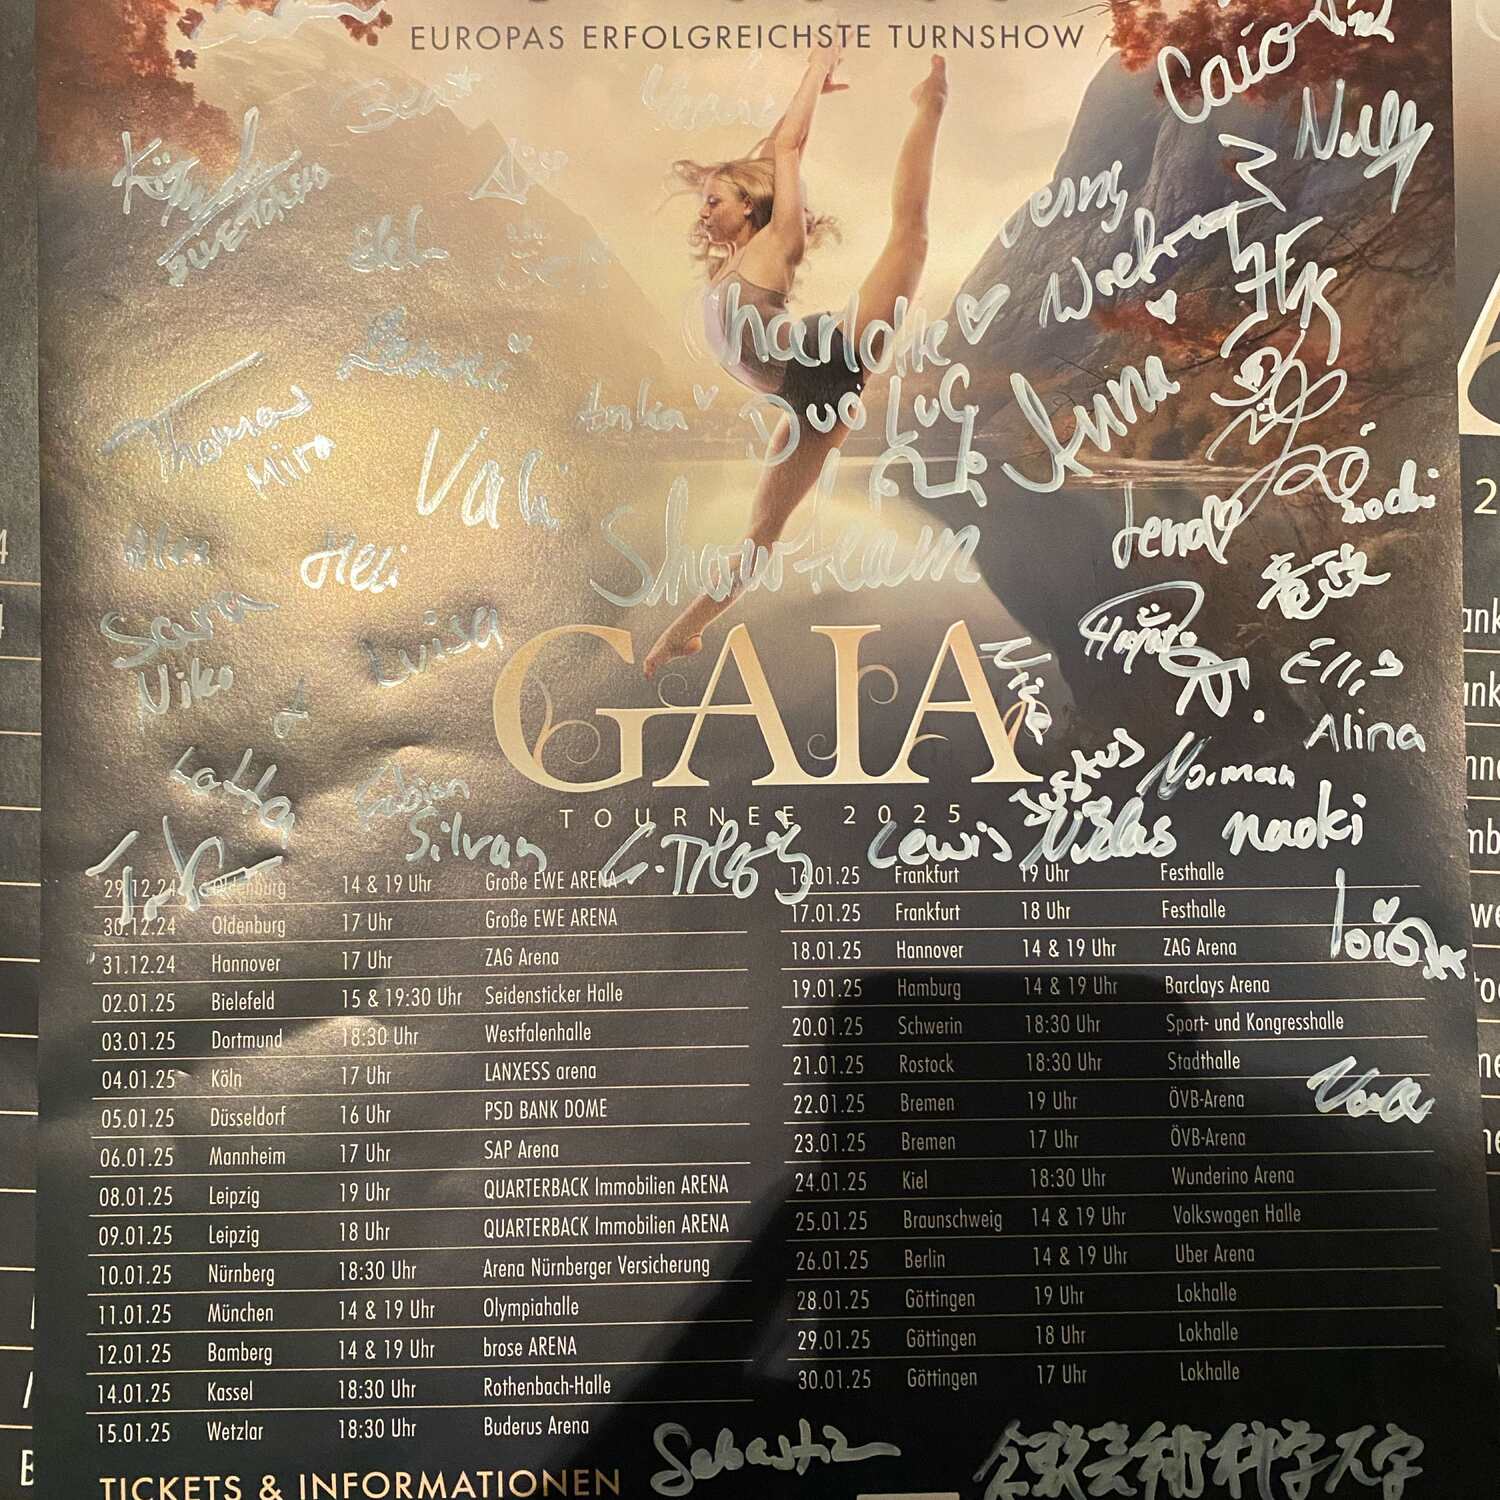 EUROPAS ERFOLGREICHSTE TURNSHOW
Caio
Nelly
Jenny
Charlotte
Anika
DUO LUG
Juna
Thomas
Miro
Vali
Showteam
Jena
Alex
Sara
Niko
Luisa
Nina
Ellis
Alina
GAIA
TOURNEE 2025
Lotta
Fabian
Silvan
Justus
Norman
Lewis
Niklas
naoki
29.12.24 Oldenburg 14 & 19 Uhr Große EWE ARENA
30.12.24 Oldenburg 17 Uhr Große EWE ARENA
31.12.24 Hannover 17 Uhr ZAG Arena
02.01.25 Bielefeld 15 & 19:30 Uhr Seidensticker Halle
03.01.25 Dortmund 18:30 Uhr Westfalenhalle
04.01.25 Köln 17 Uhr LANXESS arena
05.01.25 Düsseldorf 16 Uhr PSD BANK DOME
06.01.25 Mannheim 17 Uhr SAP Arena
08.01.25 Leipzig 19 Uhr QUARTERBACK Immobilien ARENA
09.01.25 Leipzig 18 Uhr QUARTERBACK Immobilien ARENA
10.01.25 Nürnberg 18:30 Uhr Arena Nürnberger Versicherung
11.01.25 München 14 & 19 Uhr Olympiahalle
12.01.25 Bamberg 14 & 19 Uhr brose ARENA
14.01.25 Kassel 18:30 Uhr Rothenbach-Halle
15.01.25 Wetzlar 18:30 Uhr Buderus Arena
16.01.25 Frankfurt 19 Uhr Festhalle
17.01.25 Frankfurt 18 Uhr Festhalle
18.01.25 Hannover 14 & 19 Uhr ZAG Arena
19.01.25 Hamburg 14 & 19 Uhr Barclays Arena
20.01.25 Schwerin 18:30 Uhr Sport- und Kongresshalle
21.01.25 Rostock 18:30 Uhr Stadthalle
22.01.25 Bremen 19 Uhr ÖVB-Arena
23.01.25 Bremen 17 Uhr ÖVB-Arena
24.01.25 Kiel 18:30 Uhr Wunderino Arena
25.01.25 Braunschweig 14 & 19 Uhr Volkswagen Halle
26.01.25 Berlin 14 & 19 Uhr Uber Arena
28.01.25 Göttingen 19 Uhr Lokhalle
29.01.25 Göttingen 18 Uhr Lokhalle
30.01.25 Göttingen 17 Uhr Lokhalle
Sebastian
TICKETS & INFORMATIONEN